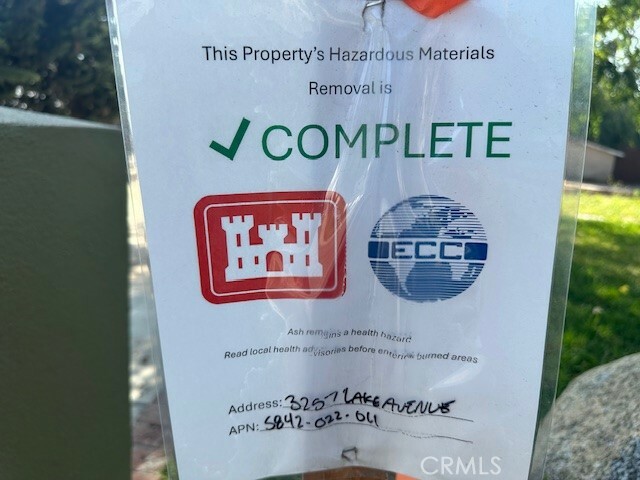 This Property's Hazardous Materials
Removal is
✓COMPLETE
ECC
Ash remains a health hazard
Read local health advisories before entering burned areas
Address: 3257 LAKE AVENUE
APN: 5842-022-011
CRMLS